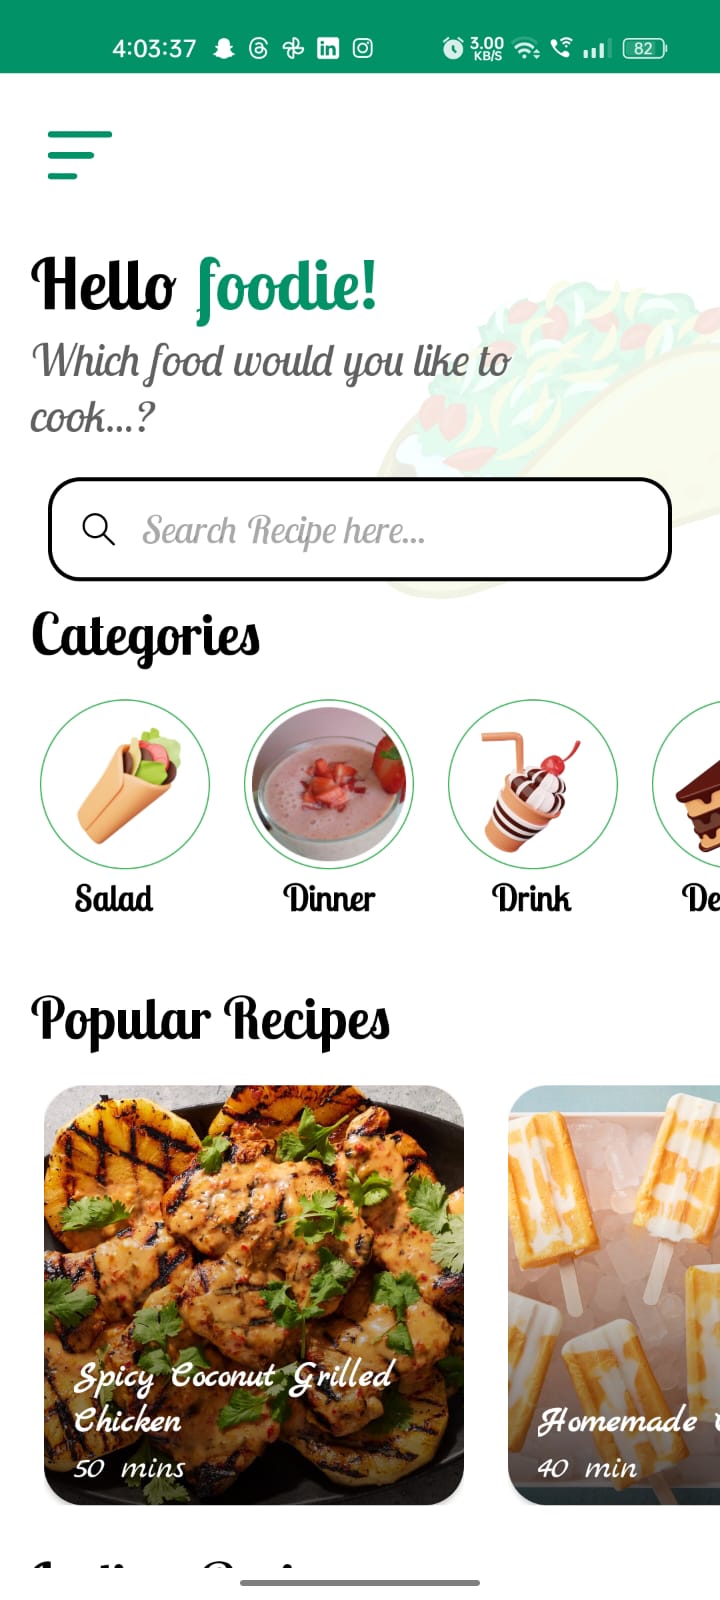 4:03:37
3.00
KB/S
82
Hello foodie!
Which food would you like to
cook...?
Search Recipe here...
Categories
Salad Dinner Drink De
Popular Recipes
Spicy Coconut Grilled
Chicken
50 mins
Homemade
40 min